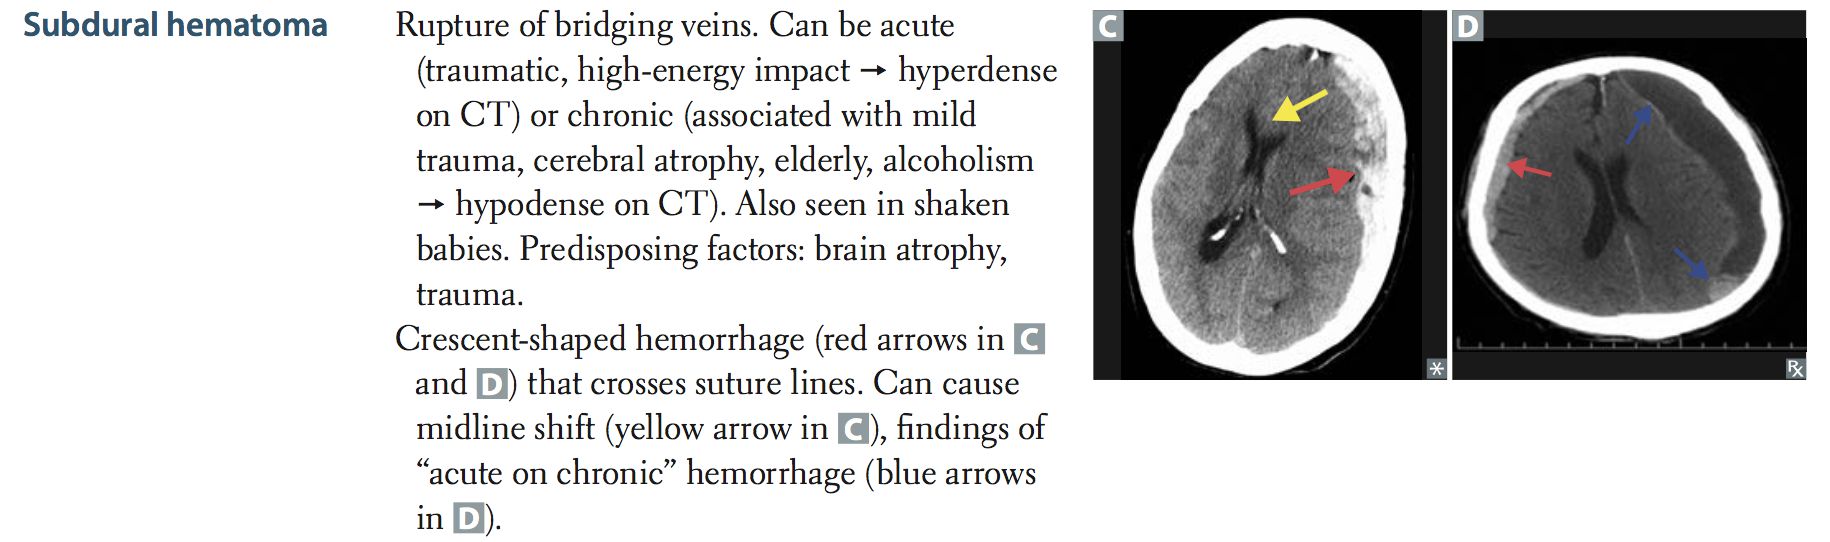 Subdural hematoma
Rupture of bridging veins. Can be acute
(traumatic, high-energy impact → hyperdense
on CT) or chronic (associated with mild
trauma, cerebral atrophy, elderly, alcoholism
→ hypodense on CT). Also seen in shaken
babies. Predisposing factors: brain atrophy,
trauma.
Crescent-shaped hemorrhage (red arrows in C
and D) that crosses suture lines. Can cause
midline shift (yellow arrow in C), findings of
“acute on chronic” hemorrhage (blue arrows
in D).
C
*
D
℞